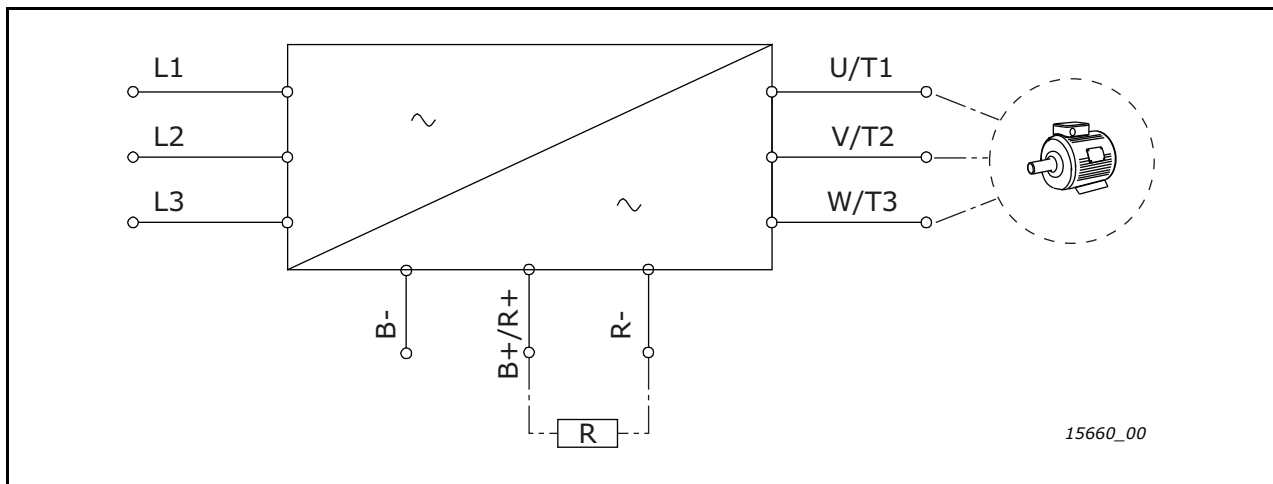 L1
U/T1
L2
V/T2
L3
W/T3
B-
B+/R+
R-
R
15660_00